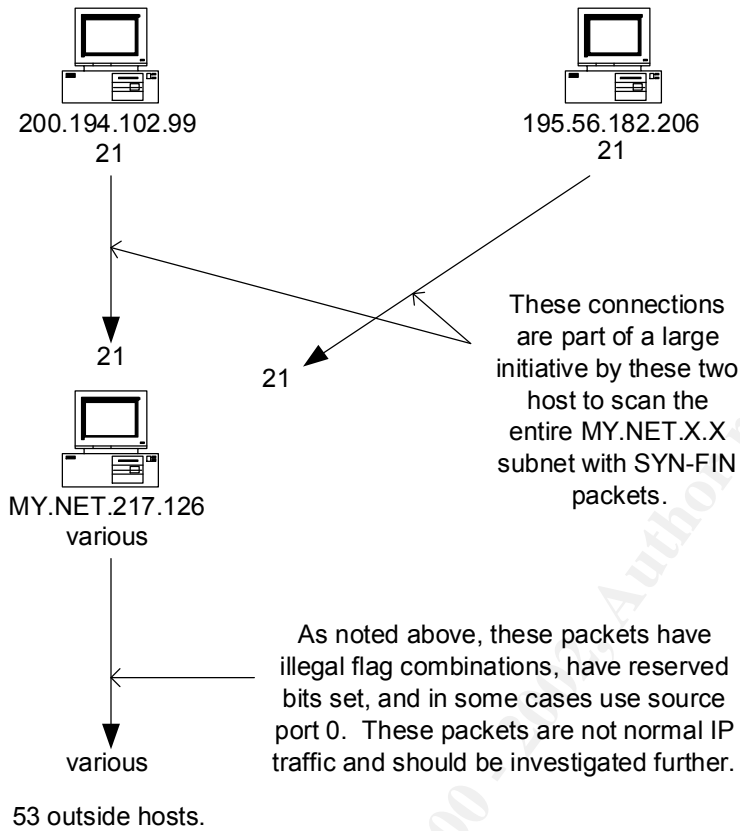 200.194.102.99
21
195.56.182.206
21
These connections
are part of a large
initiative by these two
host to scan the
entire MY.NET.X.X
subnet with SYN-FIN
packets.
21
21
MY.NET.217.126
various
As noted above, these packets have
illegal flag combinations, have reserved
bits set, and in some cases use source
port 0. These packets are not normal IP
traffic and should be investigated further.
various
53 outside hosts.